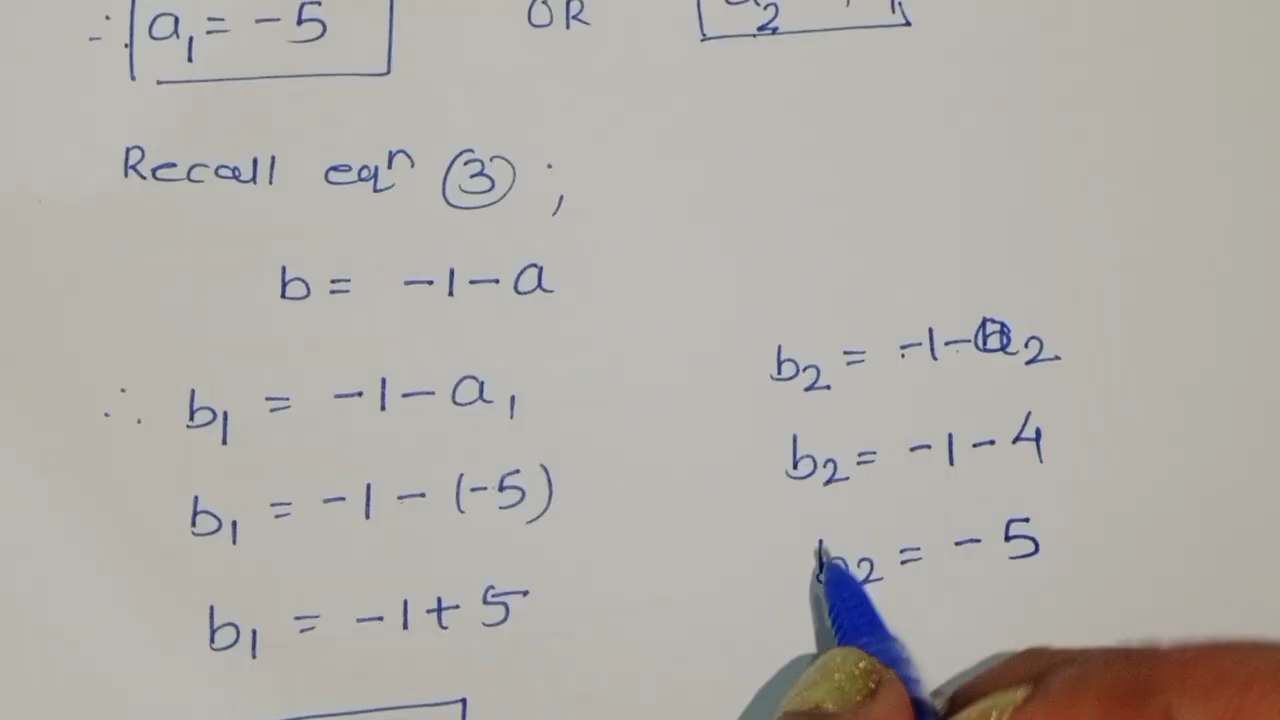 ∴ a₁ = -5 OR
Recall eqⁿ ③ ;
b = -1 - a
∴ b₁ = -1 - a₁
b₁ = -1 - (-5)
b₁ = -1 + 5
b₂ = -1 - a₂
b₂ = -1 - 4
b₂ = -5